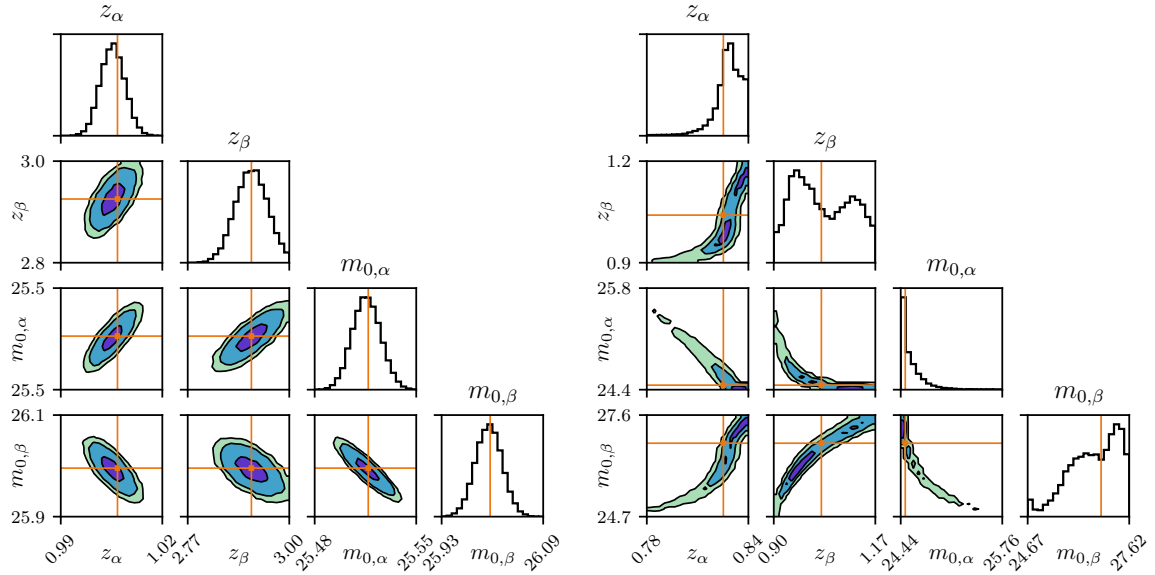 z_α z_α
z_β z_β
3.0 1.2
z_β z_β
2.8 0.9
m_{0,α} m_{0,α}
25.5 25.8
m_{0,α} m_{0,α}
25.5 24.4
m_{0,β} m_{0,β}
26.1 27.6
m_{0,β} m_{0,β}
25.9 24.7
0.99 z_α 1.02 2.77 z_β 3.00 25.48 m_{0,α} 25.55 25.93 m_{0,β} 26.09 0.78 z_α 0.84 0.90 z_β 1.17 24.44 m_{0,α} 25.76 24.67 m_{0,β} 27.62